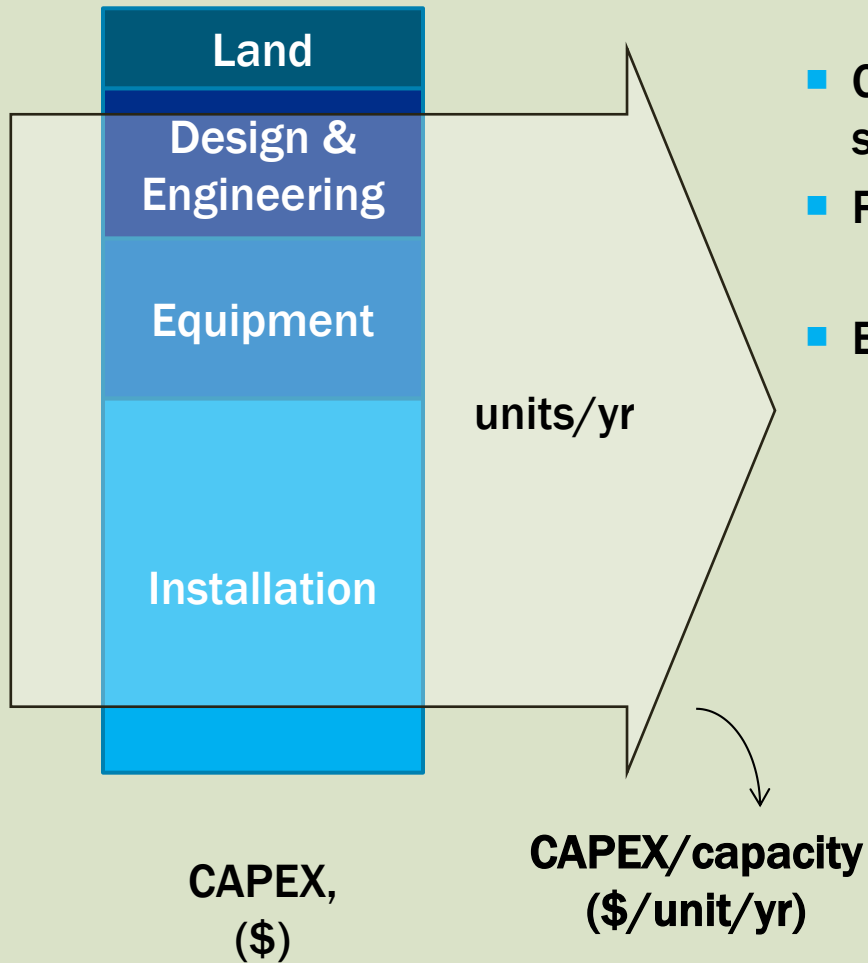 Land
Design &
Engineering
Equipment
Installation
units/yr
CAPEX,
($)
CAPEX/capacity
($/unit/yr)